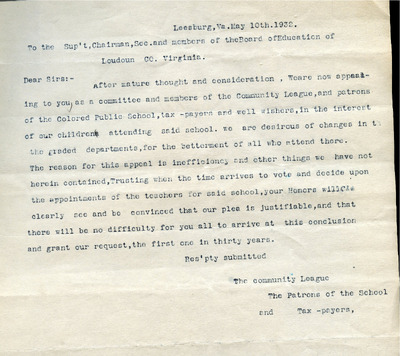 Leesburg,Va.May 10th.1932.
To the Sup't,Chairman,Sec.and members of theBoard ofEducation of
Loudoun CO. Virginia.
Dear Sirs:-
After mature thought and consideration , Weare now appeal-
ing to you,as a committee and members of the Community League,and patrons
of the Colored Public School,tax -payers and well wishers,in the interest
of our childrens attending said school. we are desirous of changes in
the graded departments,for the betterment of all who attend there.
The reason for this appeal is inefficiency and other things we have not
herein contained,Trusting when the time arrives to vote and decide upon
the appointments of the teachers for said school,your Honors will
clearly see and be convinced that our plea is justifiable,and that
there will be no difficulty for you all to arrive at this conclusion
and grant our request,the first one in thirty years.
Res'pty submitted
The community League
The Patrons of the School
and Tax -payers,